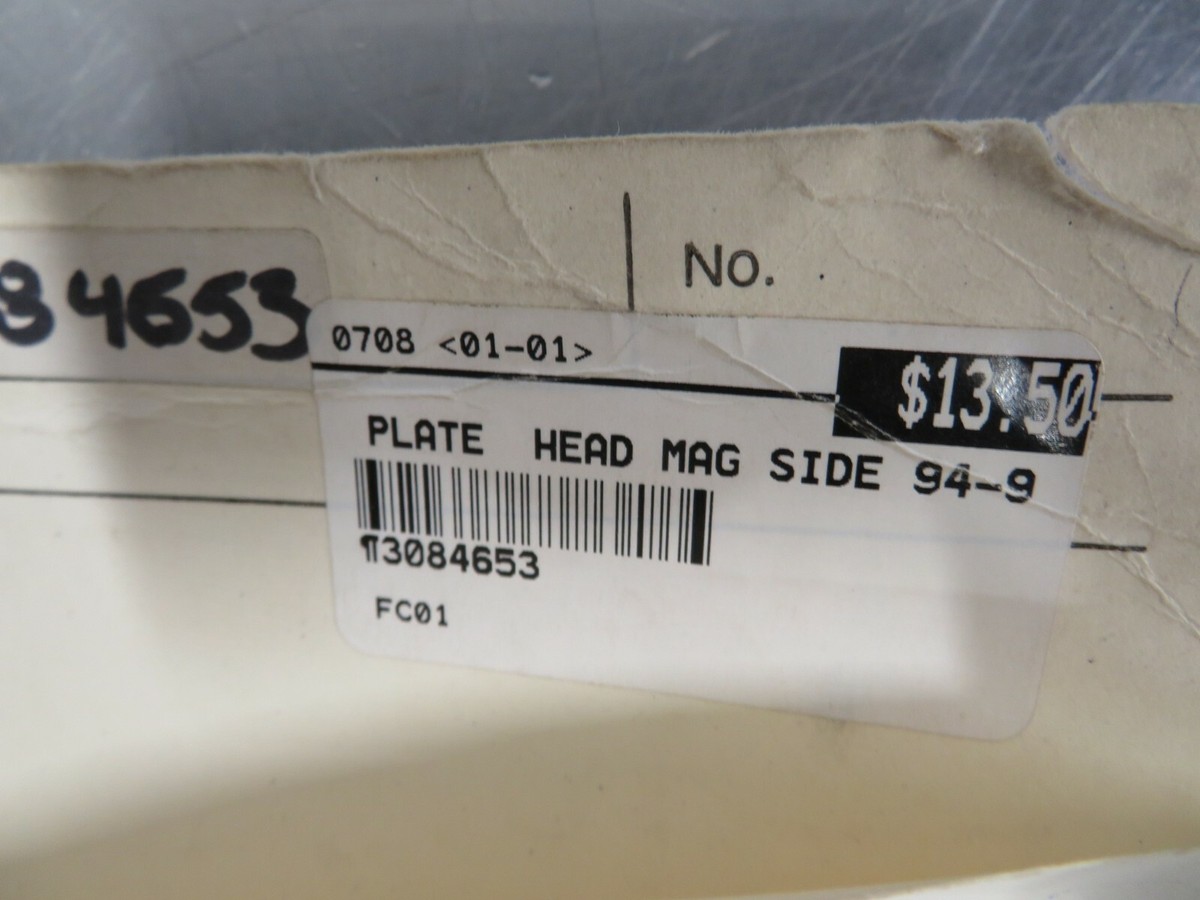 No.
84653
0708 <01-01>
$13.50
PLATE HEAD MAG SIDE 94-9
¶3084653
FC01